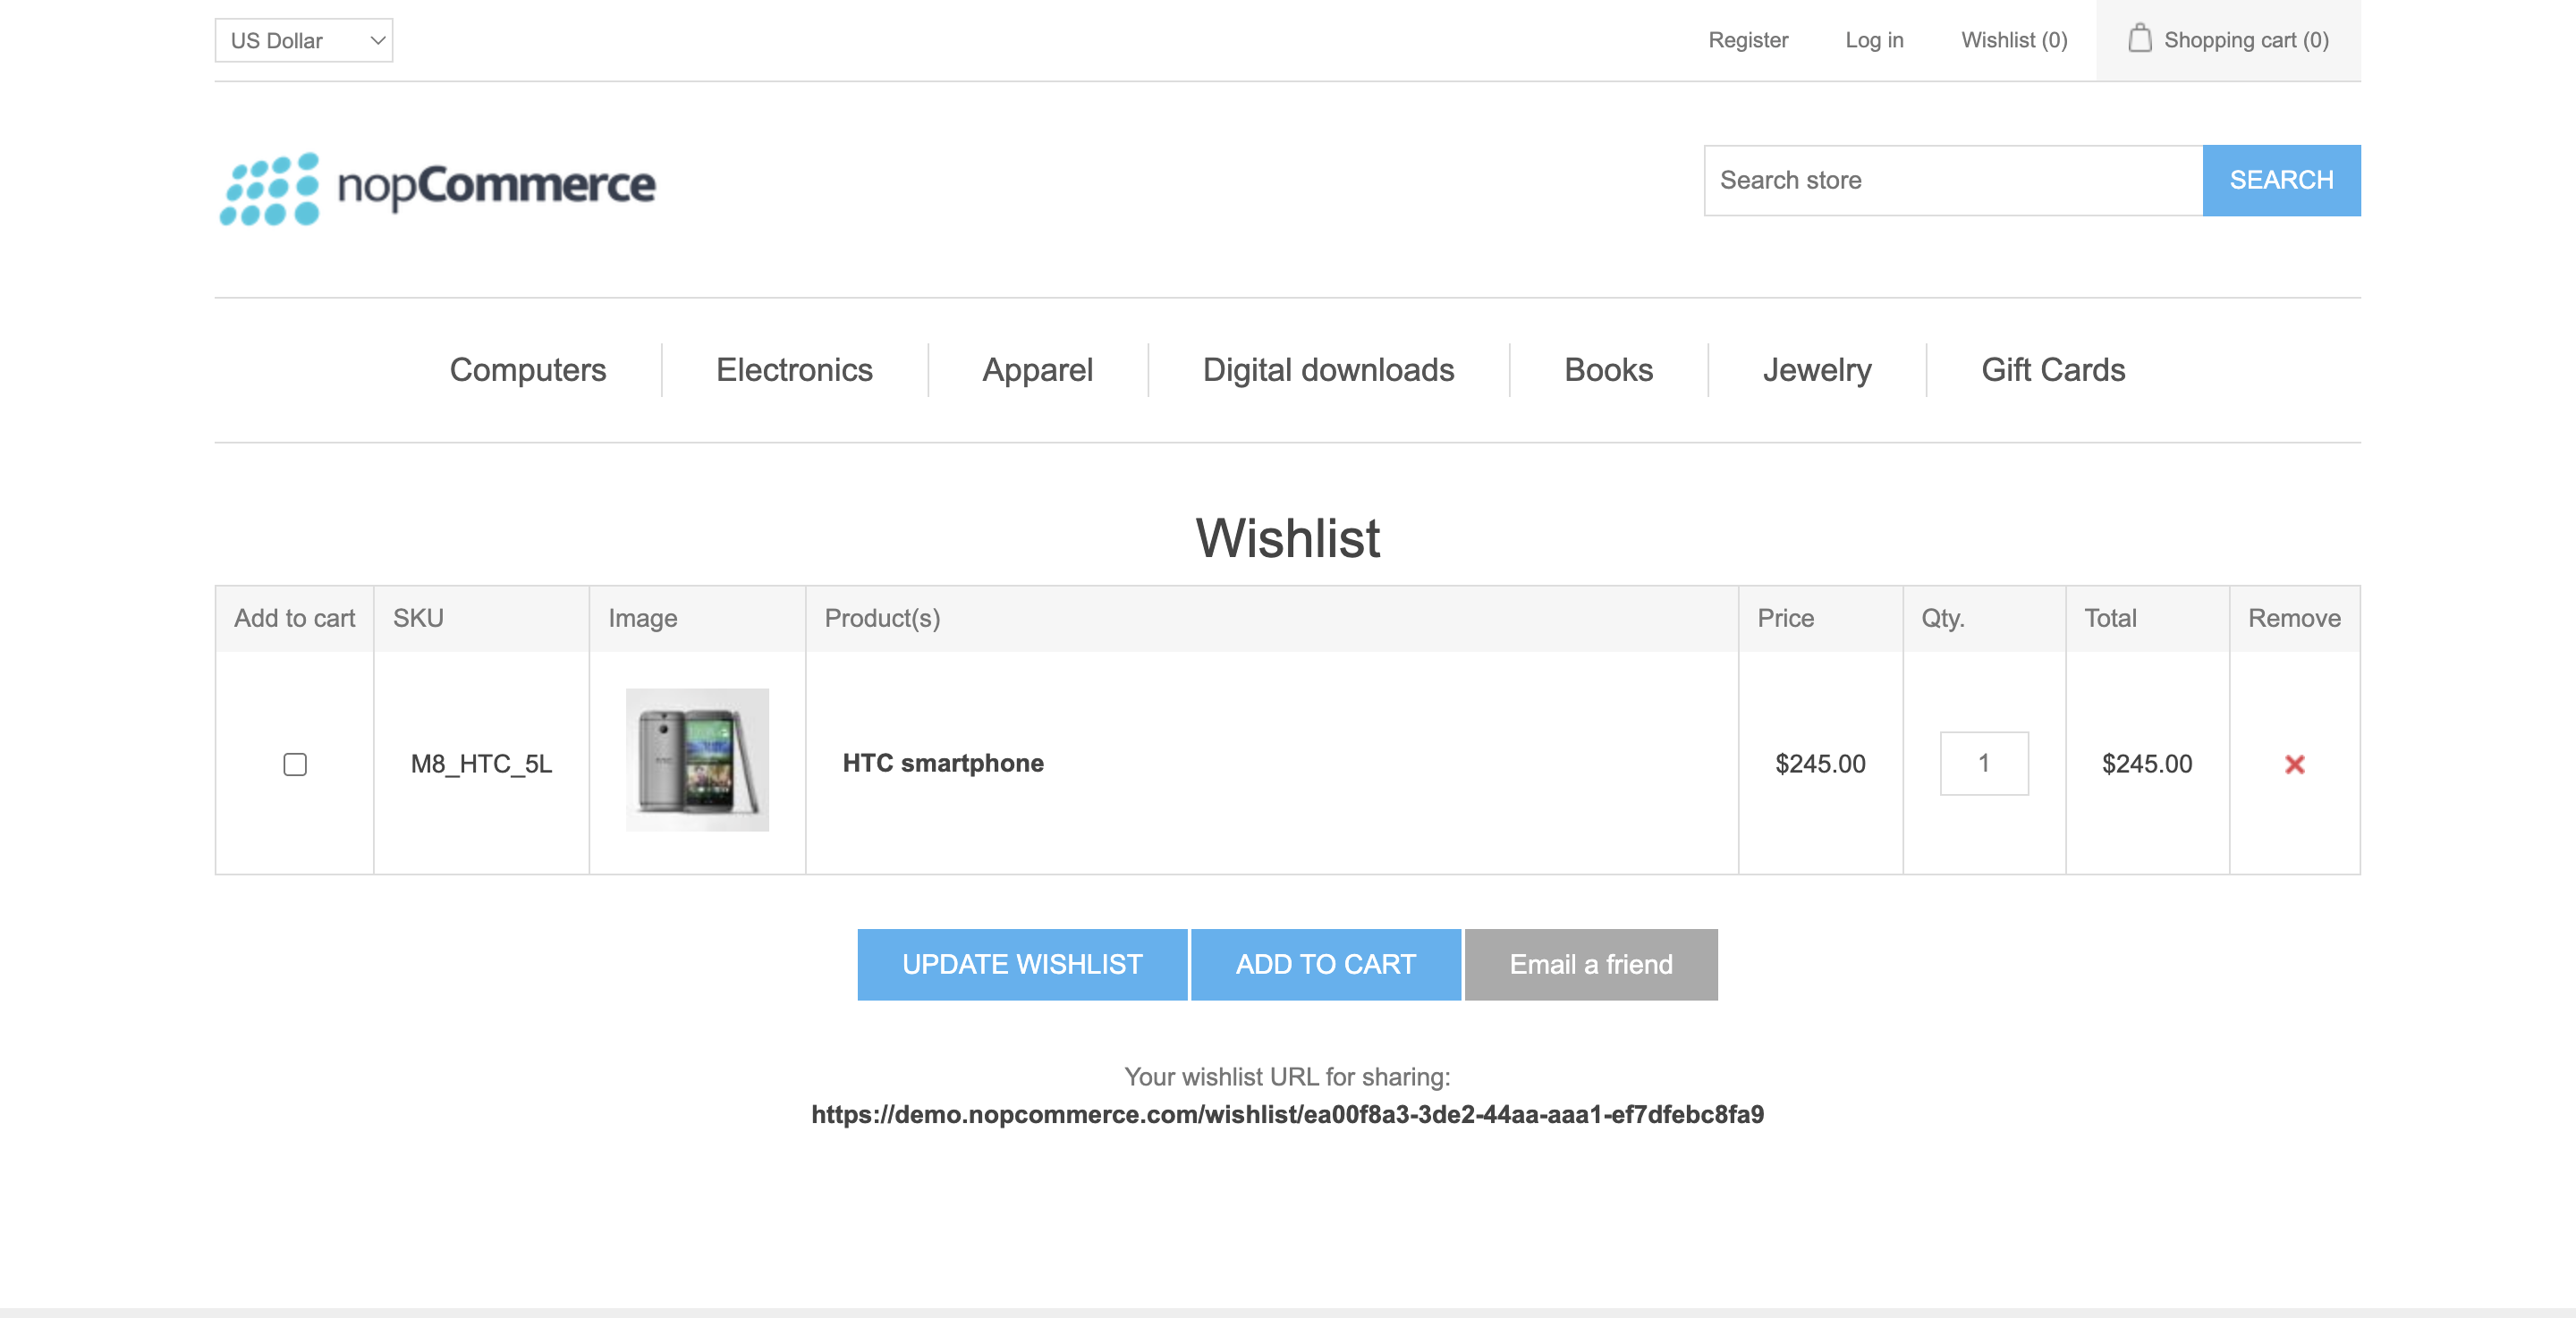 US Dollar
Register Log in Wishlist (0) Shopping cart (0)
nopCommerce
Search store SEARCH
Computers Electronics Apparel Digital downloads Books Jewelry Gift Cards
Wishlist
Add to cart SKU Image Product(s) Price Qty. Total Remove
M8_HTC_5L HTC smartphone $245.00 1 $245.00
UPDATE WISHLIST ADD TO CART Email a friend
Your wishlist URL for sharing:
https://demo.nopcommerce.com/wishlist/ea00f8a3-3de2-44aa-aaa1-ef7dfebc8fa9